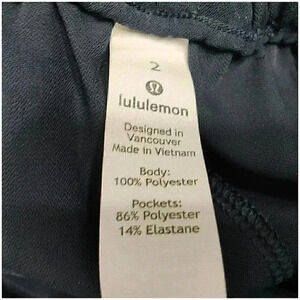 2
lululemon
Designed in
Vancouver
Made in Vietnam
Body:
100% Polyester
Pockets:
86% Polyester
14% Elastane